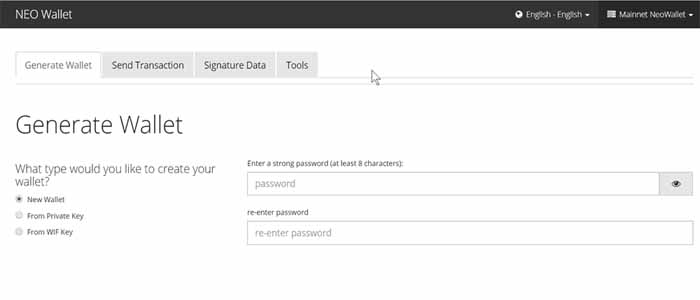 NEO Wallet
English - English
Mainnet NeoWallet
Generate Wallet
Send Transaction
Signature Data
Tools
Generate Wallet
What type would you like to create your
wallet?
New Wallet
From Private Key
From WIF Key
Enter a strong password (at least 8 characters):
password
re-enter password
re-enter password